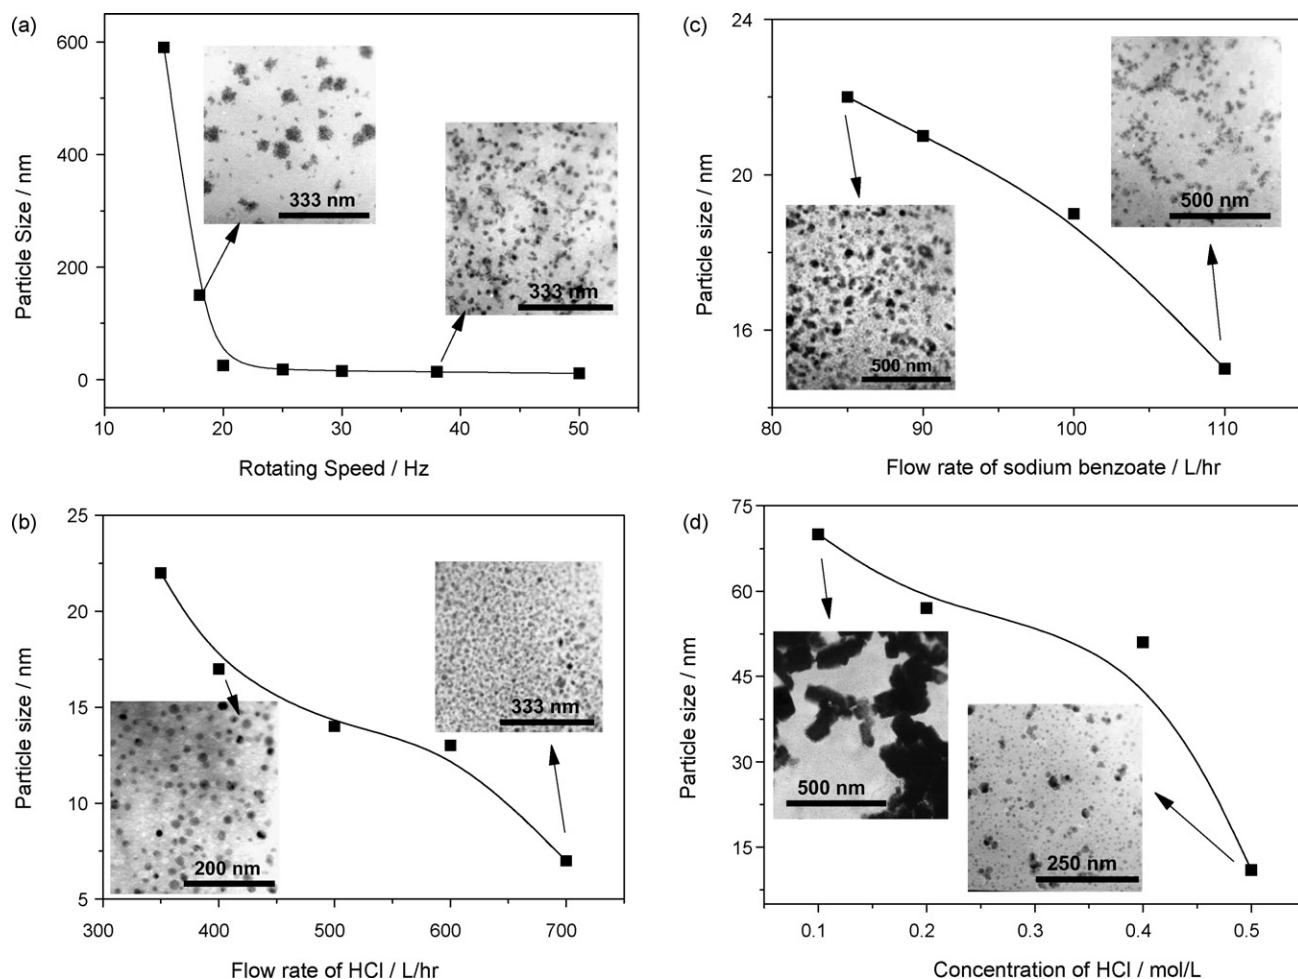 (a)
600
400
200
0
Particle Size / nm
333 nm
333 nm
10
20
30
40
50
Rotating Speed / Hz
(c)
24
20
16
Particle size / nm
500 nm
500 nm
80
90
100
110
Flow rate of sodium benzoate / L/hr
(b)
25
20
15
10
5
Particle size / nm
333 nm
200 nm
300
400
500
600
700
Flow rate of HCl / L/hr
(d)
75
60
45
30
15
Particle size / nm
500 nm
250 nm
0.1
0.2
0.3
0.4
0.5
Concentration of HCl / mol/L